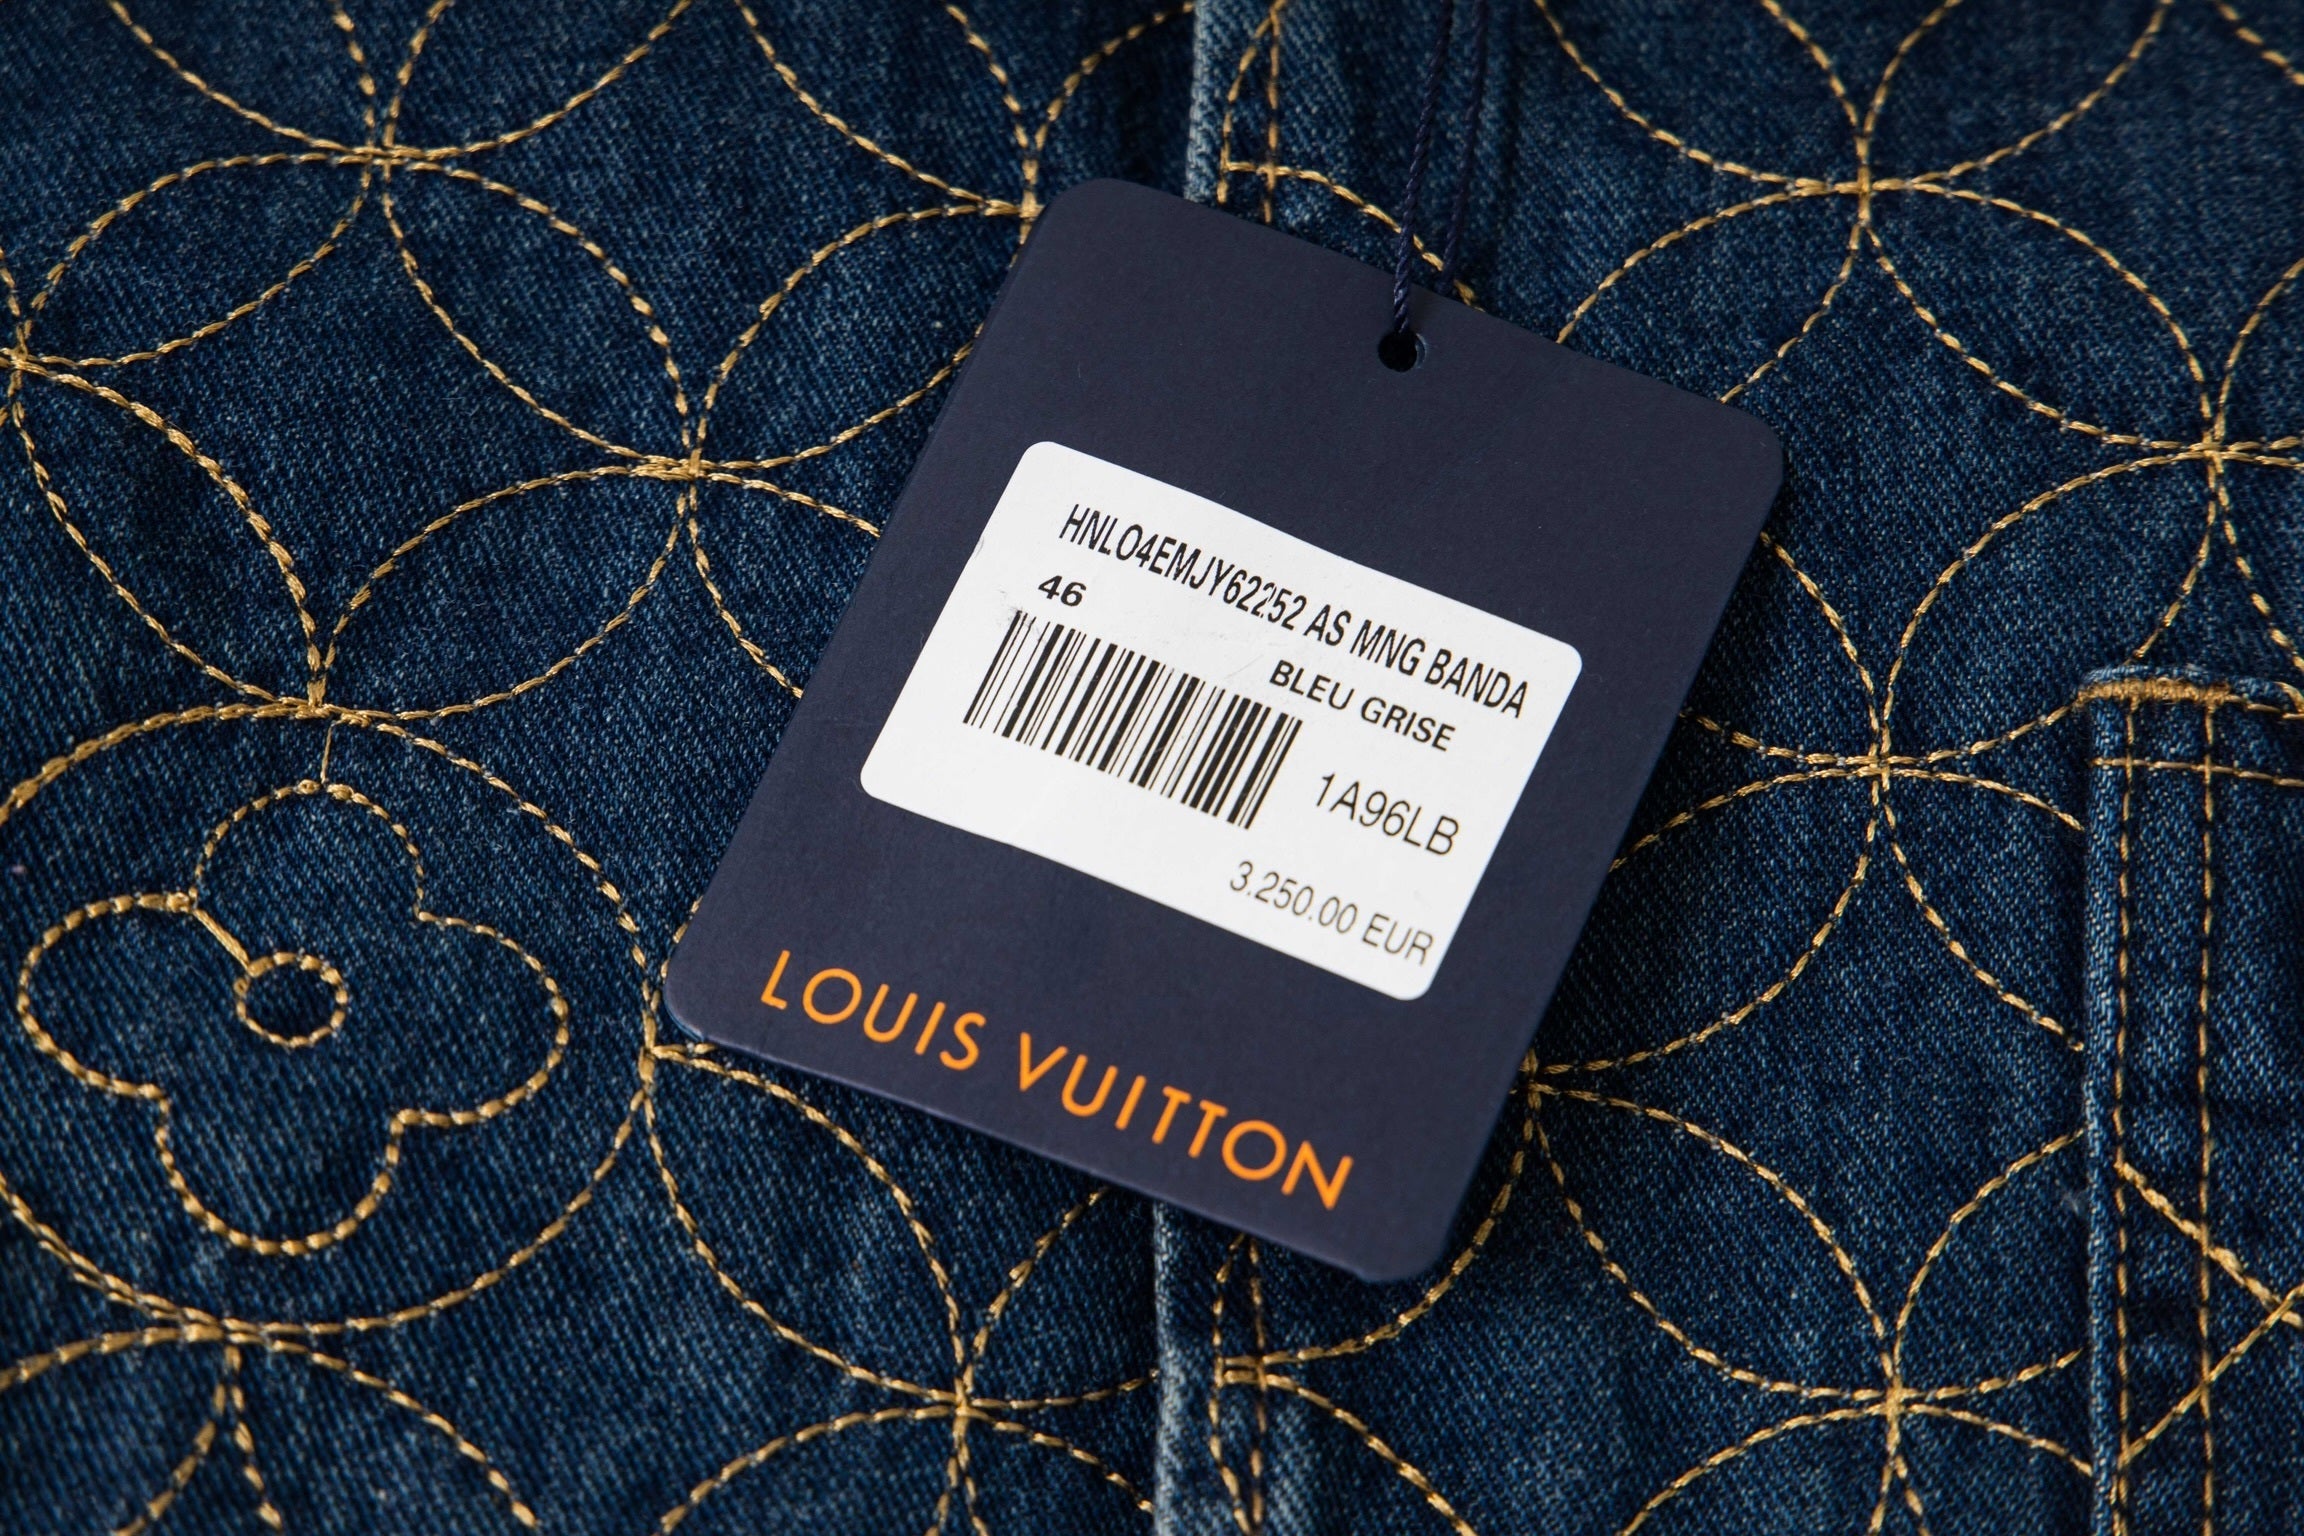 HNLO4EMJY62252 AS MNG BANDA
46
BLEU GRISE
1A96LB
3.250.00 EUR
LOUIS VUITTON